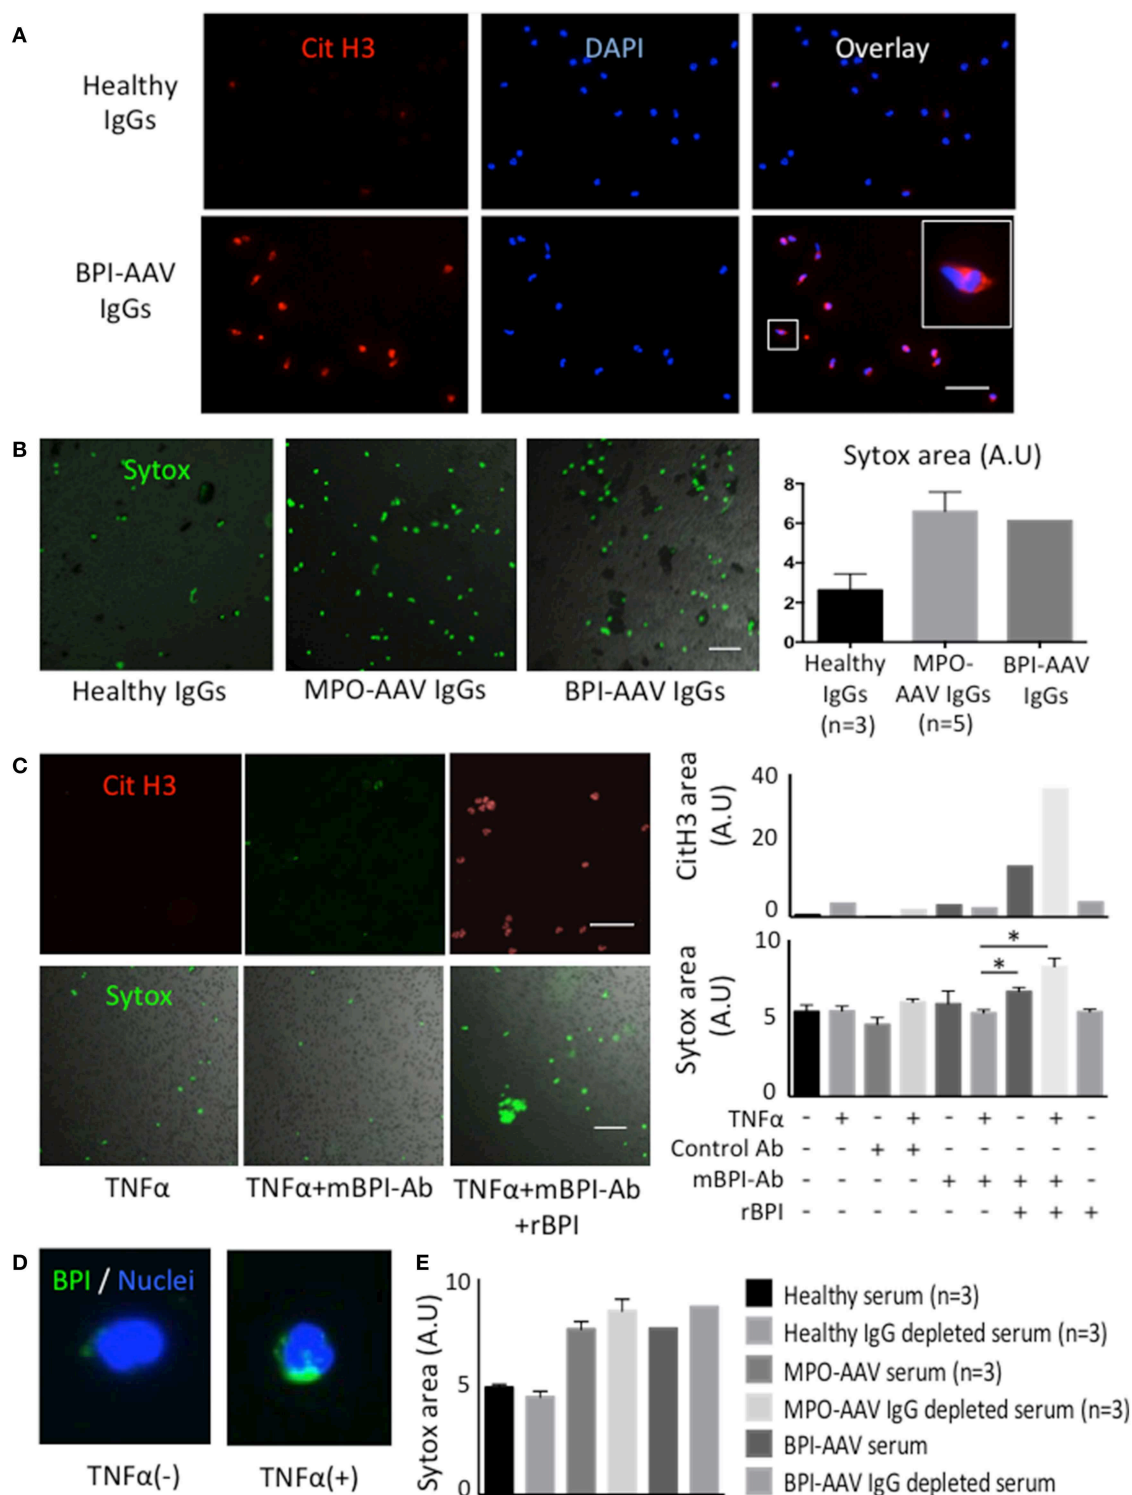 A
Cit H3
DAPI
Overlay
Healthy
IgGs
BPI-AAV
IgGs
B
Sytox
Healthy IgGs
MPO-AAV IgGs
BPI-AAV IgGs
Sytox area (A.U)
8
6
4
2
0
Healthy
IgGs
(n=3)
MPO-
AAV IgGs
(n=5)
BPI-AAV
IgGs
C
Cit H3
Sytox
TNFα
TNFα+mBPI-Ab
TNFα+mBPI-Ab
+rBPI
CitH3 area
(A.U)
40
20
0
Sytox area
(A.U)
10
5
0
*
*
TNFα - + - + - + - + -
Control Ab - - + + - - - - -
mBPI-Ab - - - - + + + + -
rBPI - - - - - - + + +
D
BPI / Nuclei
TNFα(-)
TNFα(+)
E
Sytox area (A.U)
10
5
0
Healthy serum (n=3)
Healthy IgG depleted serum (n=3)
MPO-AAV serum (n=3)
MPO-AAV IgG depleted serum (n=3)
BPI-AAV serum
BPI-AAV IgG depleted serum